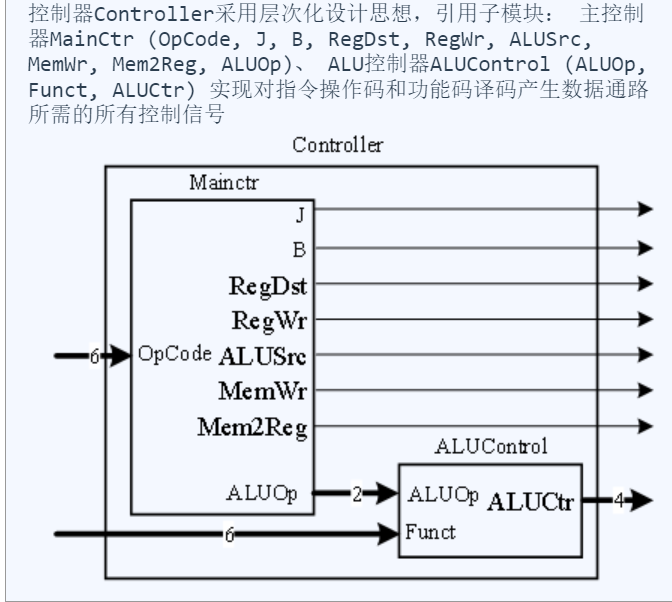 控制器Controller采用层次化设计思想，引用子模块： 主控制
器MainCtr (OpCode, J, B, RegDst, RegWr, ALUSrc,
MemWr, Mem2Reg, ALUOp)、 ALU控制器ALUControl (ALUOp,
Funct, ALUCtr) 实现对指令操作码和功能码译码产生数据通路
所需的所有控制信号
Controller
Mainctr
J
B
RegDst
RegWr
6 OpCode ALUSrc
MemWr
Mem2Reg
ALUControl
ALUOp 2 ALUOp ALUCtr 4
6 Funct